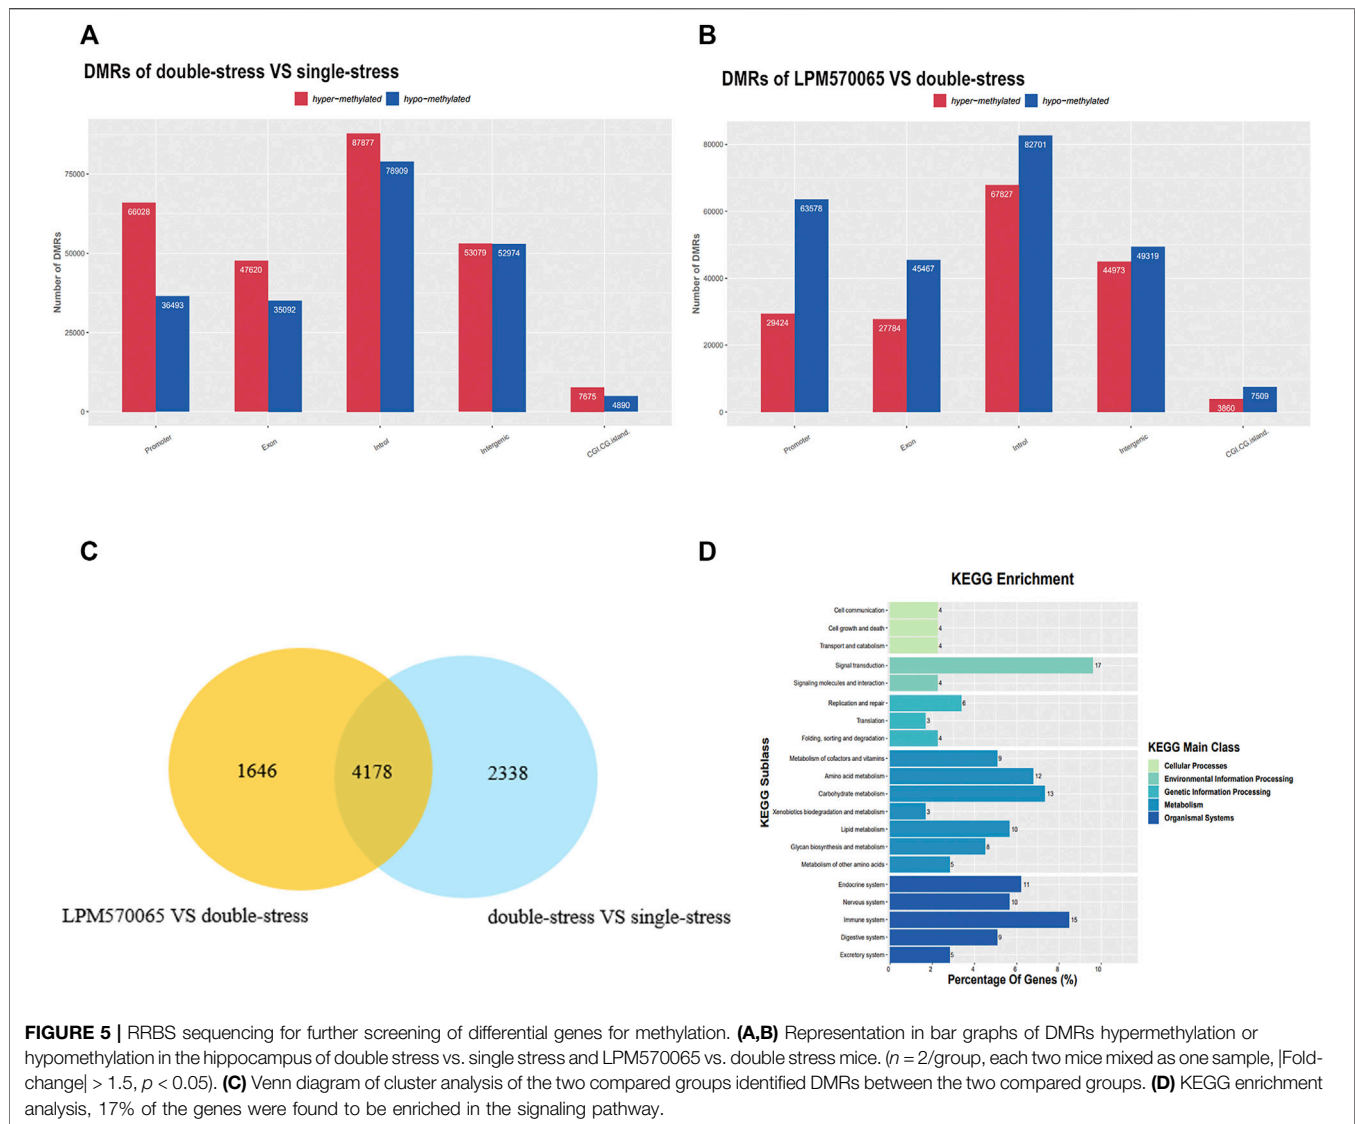 A
DMRs of double-stress VS single-stress
hyper-methylated hypo-methylated
Number of DMRs
75000
50000
25000
0
66028
36493
47620
35092
87877
78909
53079
52974
7675
4890
Promoter
Exon
Introl
Intergenic
CGI.CG.island.
B
DMRs of LPM570065 VS double-stress
hyper-methylated hypo-methylated
Number of DMRs
80000
60000
40000
20000
0
29424
63578
27784
45467
67827
82701
44973
49319
3860
7509
Promoter
Exon
Introl
Intergenic
CGI.CG.island.
C
1646
4178
2338
LPM570065 VS double-stress
double-stress VS single-stress
D
KEGG Enrichment
KEGG Sublass
Cell communication 4
Cell growth and death 4
Transport and catabolism 4
Signal transduction 17
Signaling molecules and interaction 4
Replication and repair 6
Translation 3
Folding, sorting and degradation 4
Metabolism of cofactors and vitamins 9
Amino acid metabolism 12
Carbohydrate metabolism 13
Xenobiotics biodegradation and metabolism 3
Lipid metabolism 10
Glycan biosynthesis and metabolism 8
Metabolism of other amino acids 5
Endocrine system 11
Nervous system 10
Immune system 15
Digestive system 9
Excretory system 5
0 2 4 6 8 10
Percentage Of Genes (%)
KEGG Main Class
Cellular Processes
Environmental Information Processing
Genetic Information Processing
Metabolism
Organismal Systems
FIGURE 5 | RRBS sequencing for further screening of differential genes for methylation. (A,B) Representation in bar graphs of DMRs hypermethylation or
hypomethylation in the hippocampus of double stress vs. single stress and LPM570065 vs. double stress mice. (n = 2/group, each two mice mixed as one sample, |Fold-
change| > 1.5, p < 0.05). (C) Venn diagram of cluster analysis of the two compared groups identified DMRs between the two compared groups. (D) KEGG enrichment
analysis, 17% of the genes were found to be enriched in the signaling pathway.